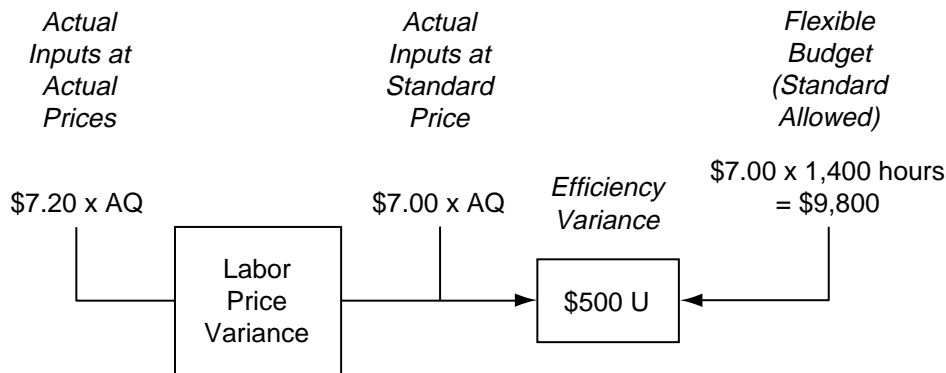 Actual
Inputs at
Actual
Prices
Actual
Inputs at
Standard
Price
Flexible
Budget
(Standard
Allowed)
$7.20 x AQ
$7.00 x AQ
Efficiency
Variance
$7.00 x 1,400 hours
= $9,800
Labor
Price
Variance
$500 U